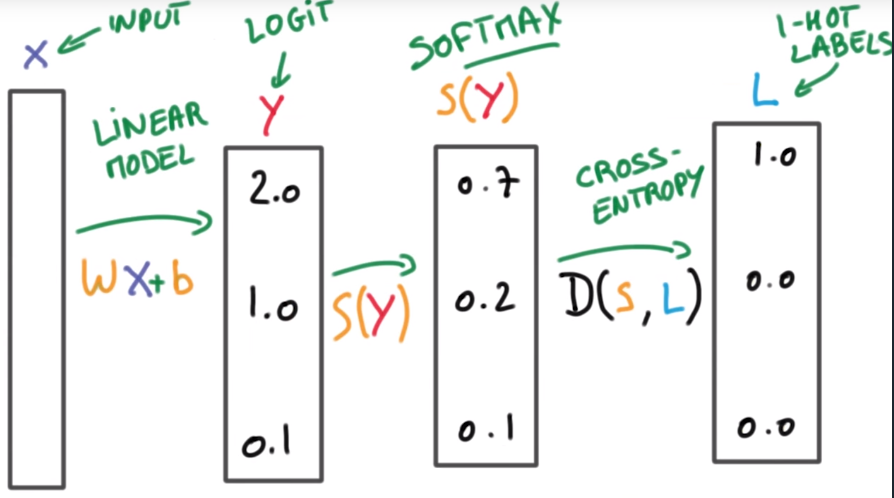 X
INPUT
LINEAR
MODEL
WX+b
LOGIT
Y
2.0
1.0
0.1
S(Y)
SOFTMAX
S(Y)
0.7
0.2
0.1
CROSS-
ENTROPY
D(S,L)
1-HOT
LABELS
L
1.0
0.0
0.0